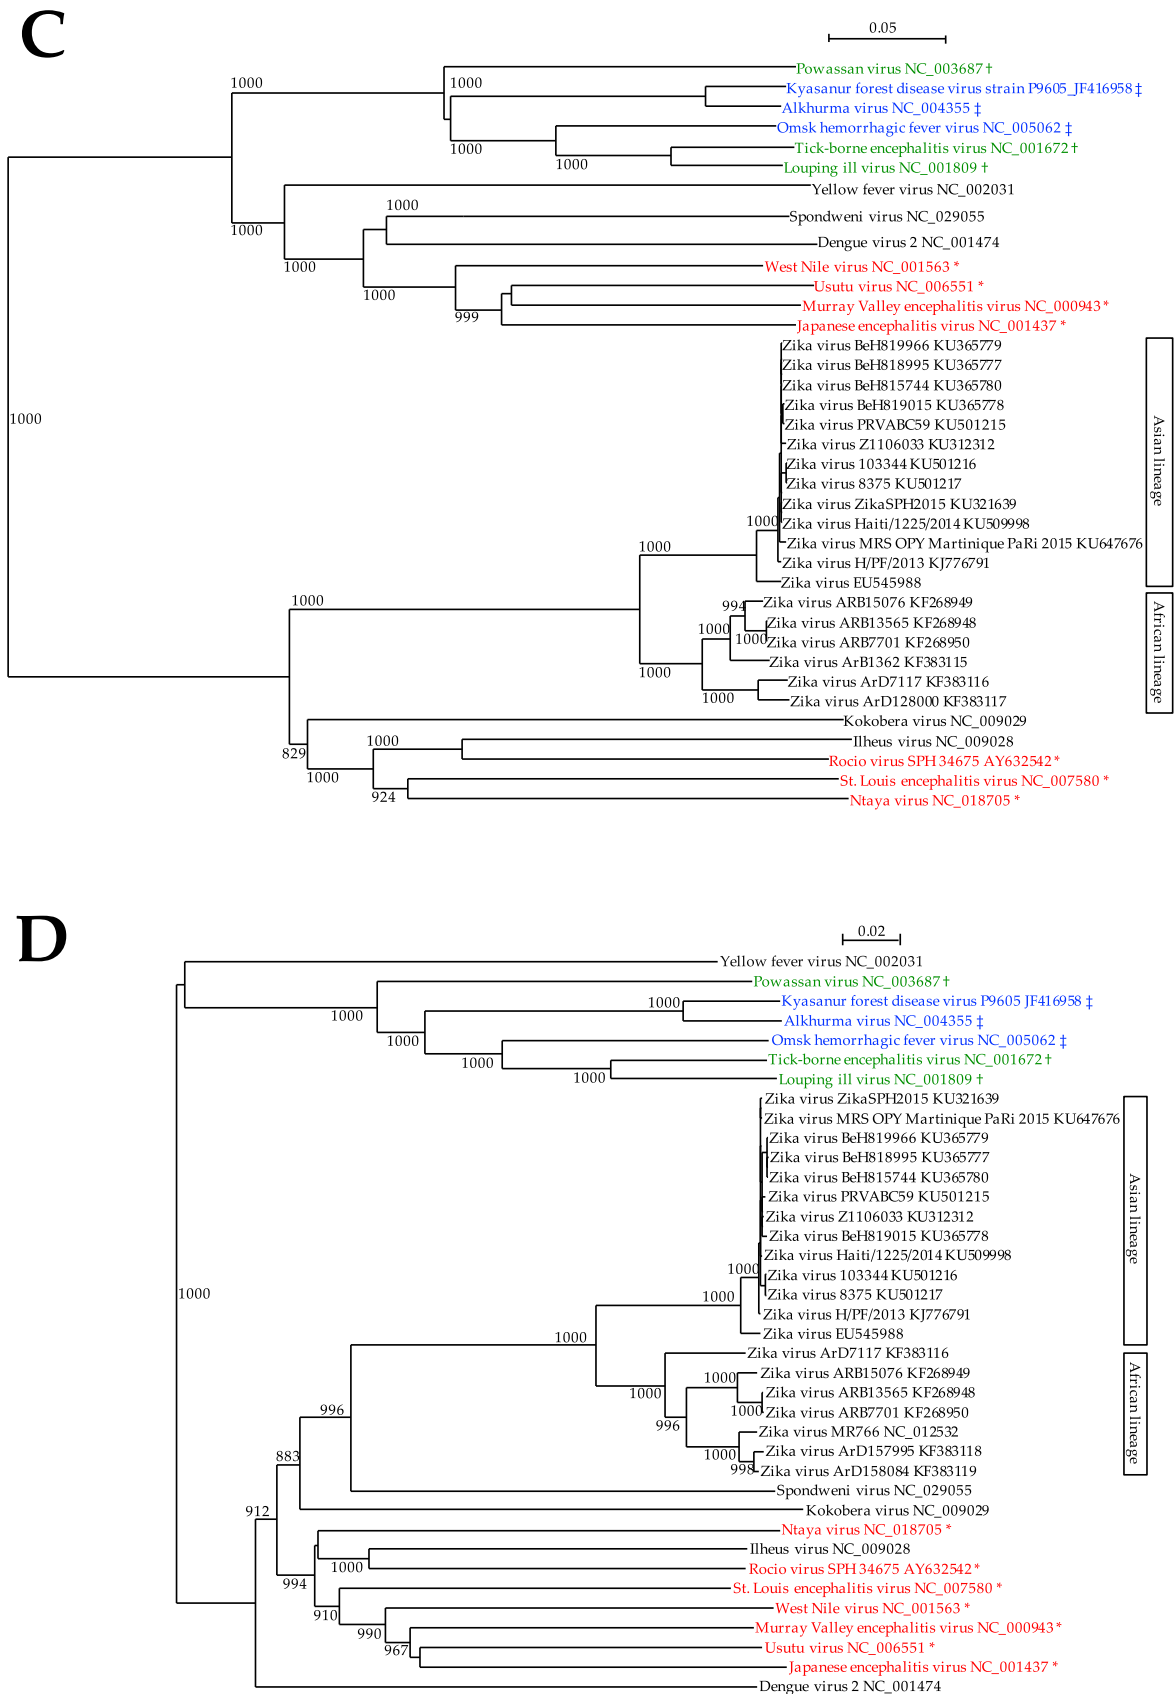 C
0.05
Powassan virus NC_003687 †
1000
1000
Kyasanur forest disease virus strain P9605_JF416958 ‡
Alkhurma virus NC_004355 ‡
Omsk hemorrhagic fever virus NC_005062 ‡
1000
Tick-borne encephalitis virus NC_001672 †
1000
Louping ill virus NC_001809 †
Yellow fever virus NC_002031
1000
Spondweni virus NC_029055
1000
Dengue virus 2 NC_001474
1000
West Nile virus NC_001563 *
Usutu virus NC_006551 *
1000
Murray Valley encephalitis virus NC_000943 *
999
Japanese encephalitis virus NC_001437 *
Zika virus BeH819966 KU365779
Zika virus BeH818995 KU365777
Zika virus BeH815744 KU365780
Zika virus BeH819015 KU365778
1000
Zika virus PRVABC59 KU501215
Zika virus Z1106033 KU312312
Zika virus 103344 KU501216
Zika virus 8375 KU501217
Zika virus ZikaSPH2015 KU321639
1000
Zika virus Haiti/1225/2014 KU509998
Zika virus MRS OPY Martinique PaRi 2015 KU647676
1000
Zika virus H/PF/2013 KJ776791
Zika virus EU545988
Asian lineage
1000
994
Zika virus ARB15076 KF268949
Zika virus ARB13565 KF268948
1000
1000
Zika virus ARB7701 KF268950
Zika virus ArB1362 KF383115
1000
Zika virus ArD7117 KF383116
1000
Zika virus ArD128000 KF383117
African lineage
Kokobera virus NC_009029
1000
Ilheus virus NC_009028
829
Rocio virus SPH 34675 AY632542 *
1000
St. Louis encephalitis virus NC_007580 *
924
Ntaya virus NC_018705 *
D
0.02
Yellow fever virus NC_002031
Powassan virus NC_003687 †
1000
Kyasanur forest disease virus P9605 JF416958 ‡
1000
Alkhurma virus NC_004355 ‡
1000
Omsk hemorrhagic fever virus NC_005062 ‡
1000
Tick-borne encephalitis virus NC_001672 †
1000
Louping ill virus NC_001809 †
Zika virus ZikaSPH2015 KU321639
Zika virus MRS OPY Martinique PaRi 2015 KU647676
Zika virus BeH819966 KU365779
Zika virus BeH818995 KU365777
Zika virus BeH815744 KU365780
Zika virus PRVABC59 KU501215
Zika virus Z1106033 KU312312
Zika virus BeH819015 KU365778
Zika virus Haiti/1225/2014 KU509998
1000
Zika virus 103344 KU501216
1000
1000
Zika virus 8375 KU501217
Zika virus H/PF/2013 KJ776791
1000
Zika virus EU545988
Asian lineage
Zika virus ArD7117 KF383116
1000
Zika virus ARB15076 KF268949
1000
Zika virus ARB13565 KF268948
996
1000
Zika virus ARB7701 KF268950
996
Zika virus MR766 NC_012532
1000
Zika virus ArD157995 KF383118
998
Zika virus ArD158084 KF383119
African lineage
883
Spondweni virus NC_029055
912
Kokobera virus NC_009029
Ntaya virus NC_018705 *
Ilheus virus NC_009028
1000
Rocio virus SPH 34675 AY632542 *
994
St. Louis encephalitis virus NC_007580 *
910
West Nile virus NC_001563 *
990
Murray Valley encephalitis virus NC_000943 *
967
Usutu virus NC_006551 *
Japanese encephalitis virus NC_001437 *
Dengue virus 2 NC_001474